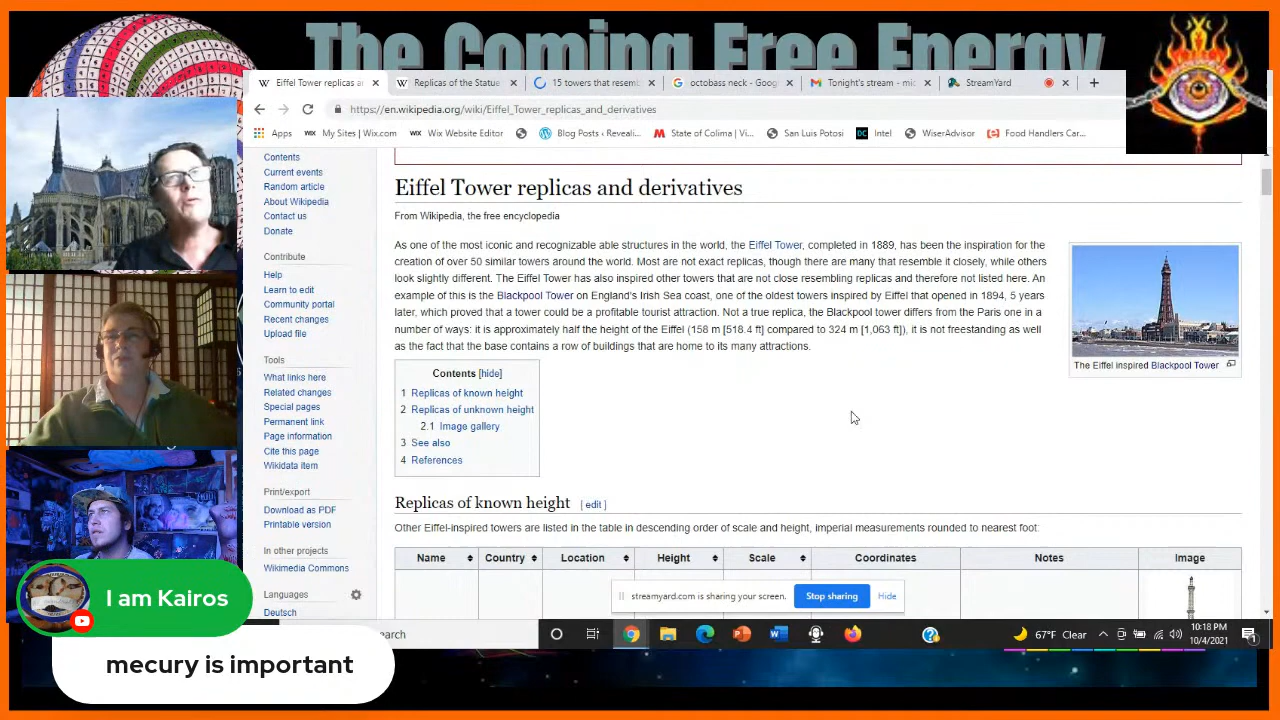 The Coming Free Energy
Eiffel Tower replicas ar
Replicas of the Statue
15 towers that resemb
octobass neck - Goog
Tonight's stream - mic
StreamYard
https://en.wikipedia.org/wiki/Eiffel_Tower_replicas_and_derivatives
Apps
My Sites | Wix.com
Wix Website Editor
Blog Posts ‹ Reveali...
State of Colima | Vi...
San Luis Potosi
Intel
WiserAdvisor
Food Handlers Car...
Contents
Current events
Random article
About Wikipedia
Contact us
Donate
Contribute
Help
Learn to edit
Community portal
Recent changes
Upload file
Tools
What links here
Related changes
Special pages
Permanent link
Page information
Cite this page
Wikidata item
Print/export
Download as PDF
Printable version
In other projects
Wikimedia Commons
Languages
Deutsch
Eiffel Tower replicas and derivatives
From Wikipedia, the free encyclopedia
As one of the most iconic and recognizable able structures in the world, the Eiffel Tower, completed in 1889, has been the inspiration for the
creation of over 50 similar towers around the world. Most are not exact replicas, though there are many that resemble it closely, while others
look slightly different. The Eiffel Tower has also inspired other towers that are not close resembling replicas and therefore not listed here. An
example of this is the Blackpool Tower on England's Irish Sea coast, one of the oldest towers inspired by Eiffel that opened in 1894, 5 years
later, which proved that a tower could be a profitable tourist attraction. Not a true replica, the Blackpool tower differs from the Paris one in a
number of ways: it is approximately half the height of the Eiffel (158 m [518.4 ft] compared to 324 m [1,063 ft]), it is not freestanding as well
as the fact that the base contains a row of buildings that are home to its many attractions.
The Eiffel inspired Blackpool Tower
Contents [hide]
1 Replicas of known height
2 Replicas of unknown height
2.1 Image gallery
3 See also
4 References
Replicas of known height [ edit ]
Other Eiffel-inspired towers are listed in the table in descending order of scale and height, imperial measurements rounded to nearest foot:
Name Country Location Height Scale Coordinates Notes Image
streamyard.com is sharing your screen.
Stop sharing
Hide
earch
67°F Clear
10:18 PM
10/4/2021
I am Kairos
mecury is important